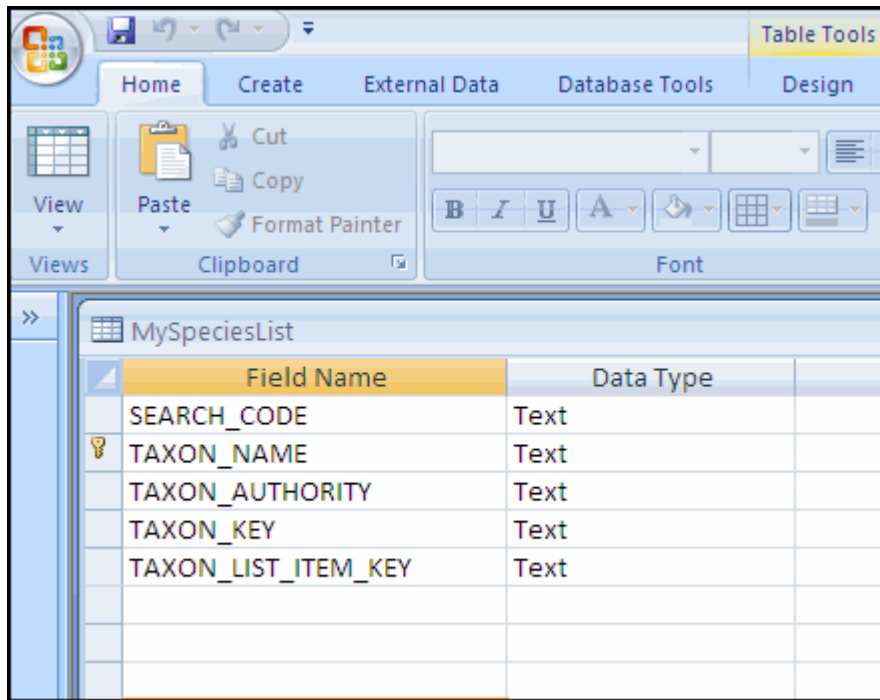 Table Tools
Home Create External Data Database Tools Design
View
Paste
Cut
Copy
Format Painter
B I U A
Views Clipboard Font
MySpeciesList
Field Name Data Type
SEARCH_CODE Text
TAXON_NAME Text
TAXON_AUTHORITY Text
TAXON_KEY Text
TAXON_LIST_ITEM_KEY Text